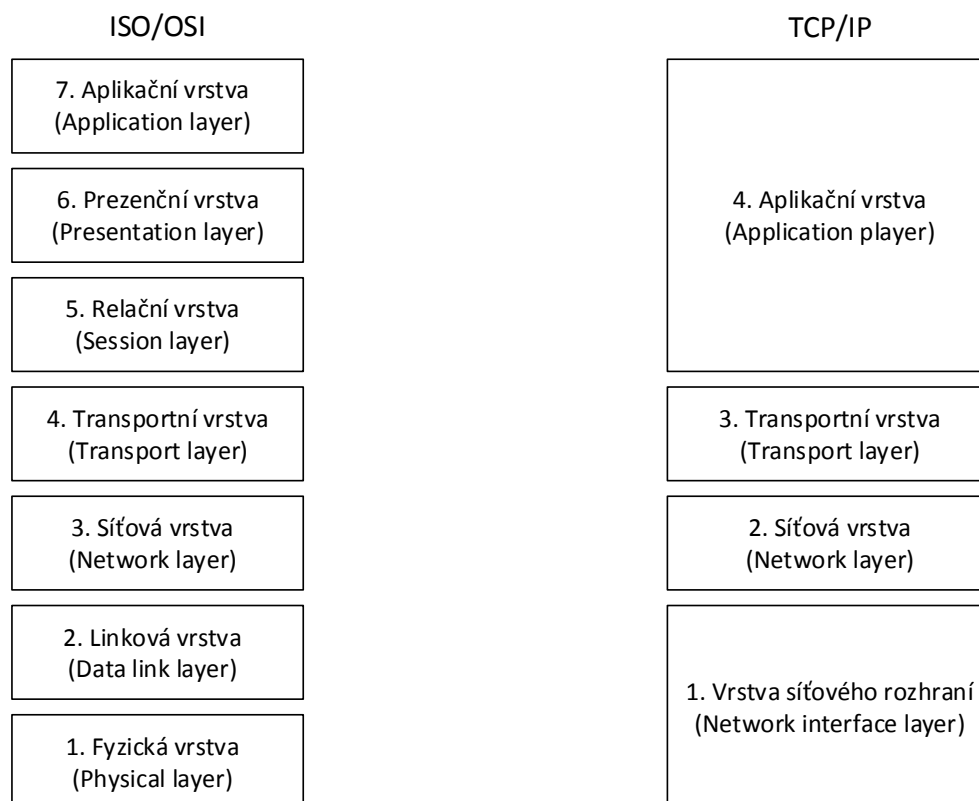 ISO/OSI
7. Aplikační vrstva
(Application layer)
6. Prezenční vrstva
(Presentation layer)
5. Relační vrstva
(Session layer)
4. Transportní vrstva
(Transport layer)
3. Síťová vrstva
(Network layer)
2. Linková vrstva
(Data link layer)
1. Fyzická vrstva
(Physical layer)
TCP/IP
4. Aplikační vrstva
(Application player)
3. Transportní vrstva
(Transport layer)
2. Síťová vrstva
(Network layer)
1. Vrstva síťového rozhraní
(Network interface layer)